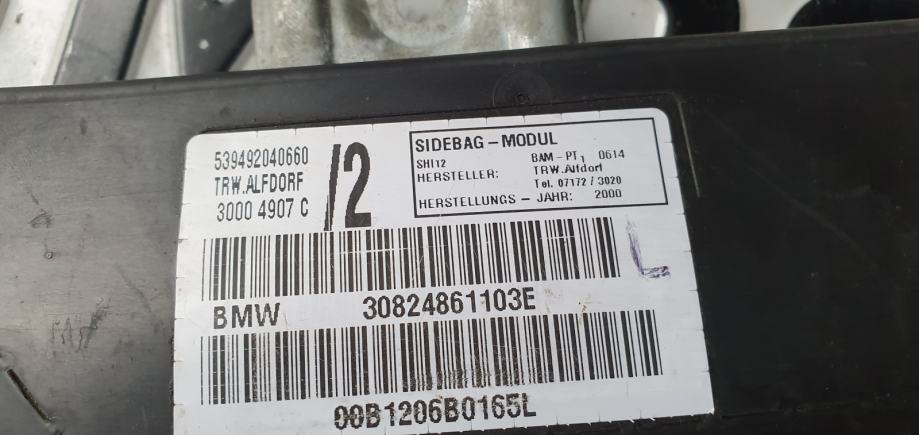 539492040660
TRW.ALFDORF
3000 4907 C
/2
SIDEBAG - MODUL
SHI12 BAM - PT1 0614
HERSTELLER: TRW.Alfdorf
Tel. 07172 / 3020
HERSTELLUNGS - JAHR: 2000
L
BMW 30824861103E
00B1206B0165L